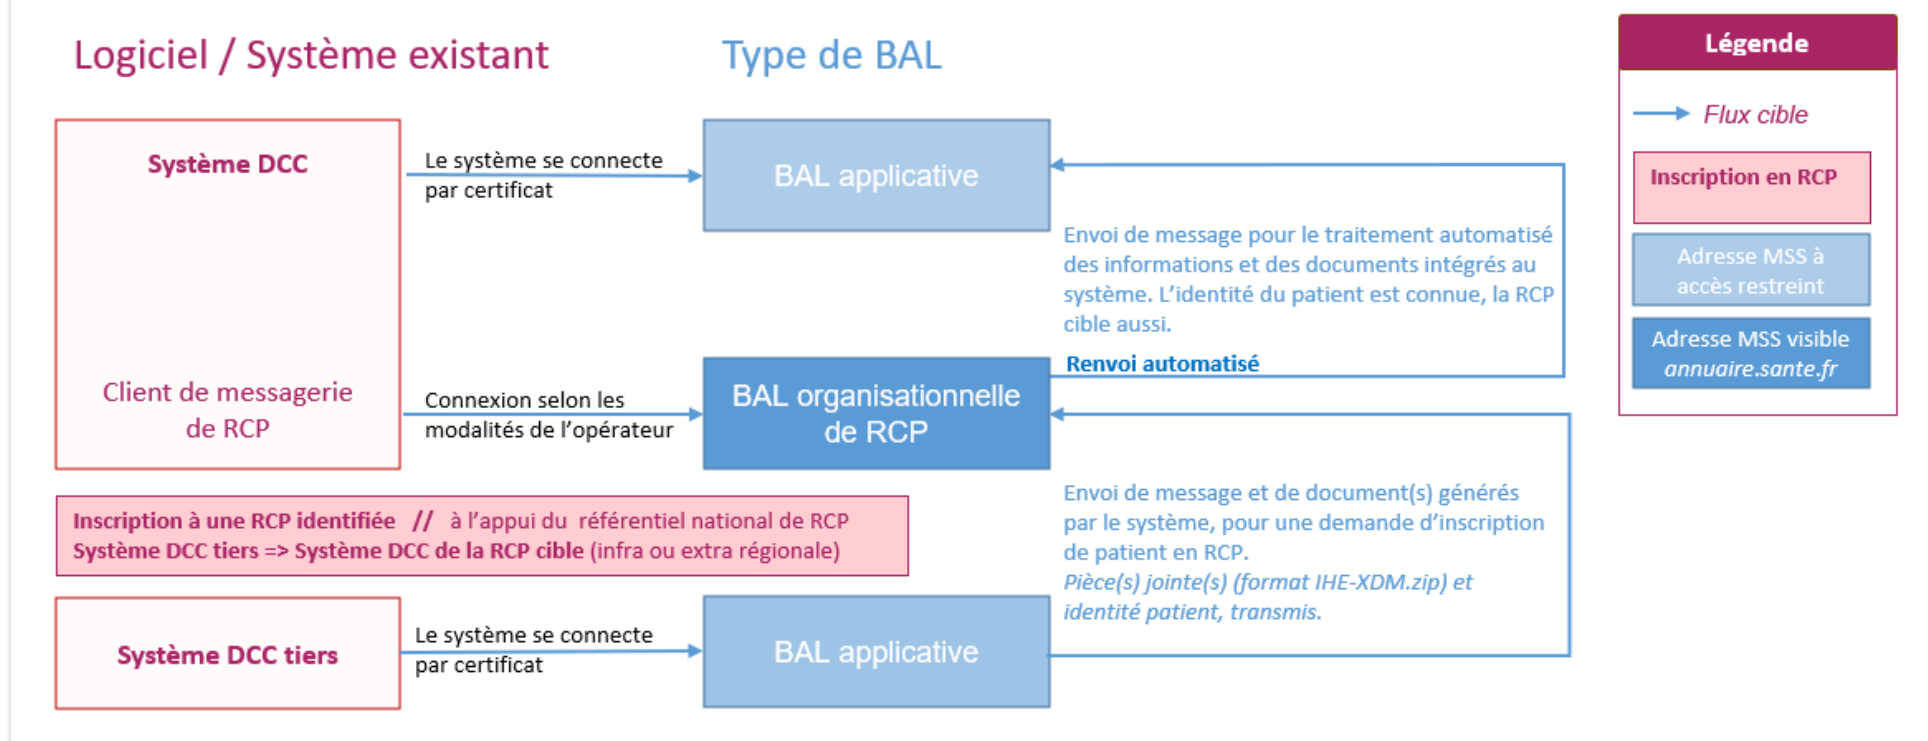 Logiciel / Système existant
Type de BAL
Légende
Flux cible
Inscription en RCP
Adresse MSS à
accès restreint
Adresse MSS visible
annuaire.sante.fr
Système DCC
Le système se connecte
par certificat
BAL applicative
Envoi de message pour le traitement automatisé
des informations et des documents intégrés au
système. L’identité du patient est connue, la RCP
cible aussi.
Renvoi automatisé
Client de messagerie
de RCP
Connexion selon les
modalités de l’opérateur
BAL organisationnelle
de RCP
Envoi de message et de document(s) générés
par le système, pour une demande d’inscription
de patient en RCP.
Pièce(s) jointe(s) (format IHE-XDM.zip) et
identité patient, transmis.
Inscription à une RCP identifiée // à l’appui du référentiel national de RCP
Système DCC tiers => Système DCC de la RCP cible (infra ou extra régionale)
Système DCC tiers
Le système se connecte
par certificat
BAL applicative